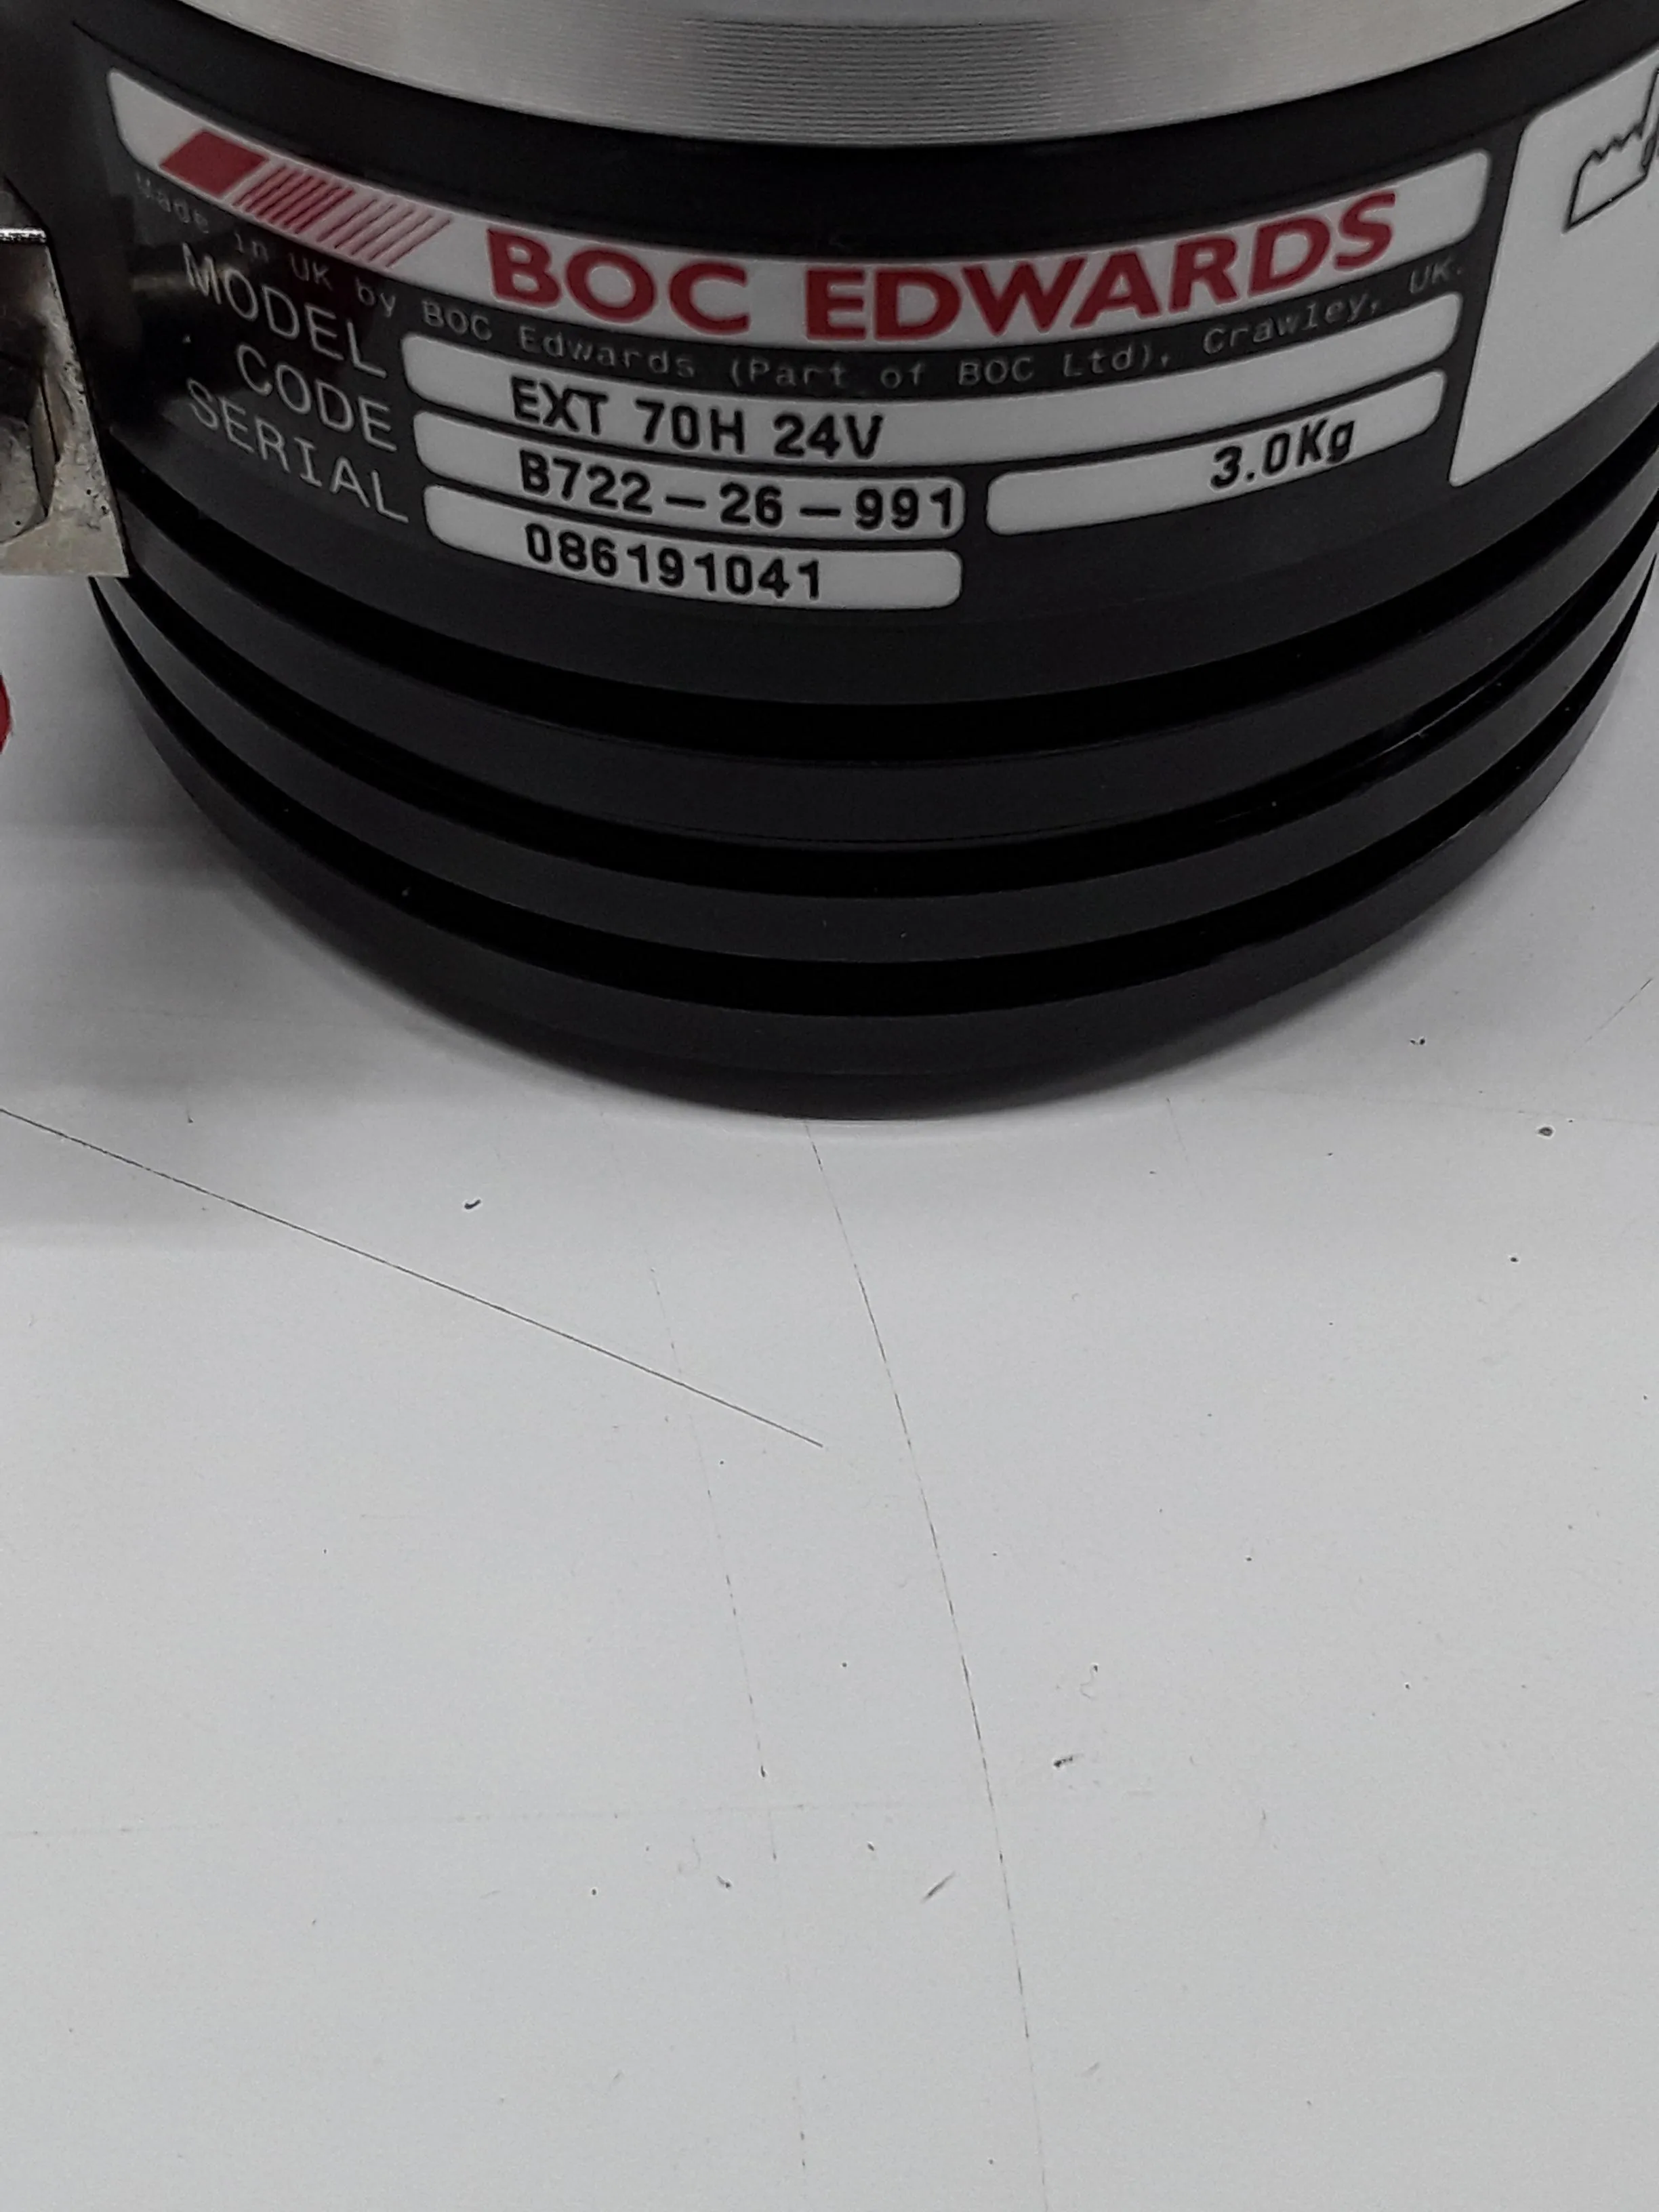 BOC EDWARDS
Made in UK by BOC Edwards (Part of BOC Ltd), Crawley, UK.
MODEL EXT 70H 24V
CODE B722-26-991 3.0Kg
SERIAL 086191041